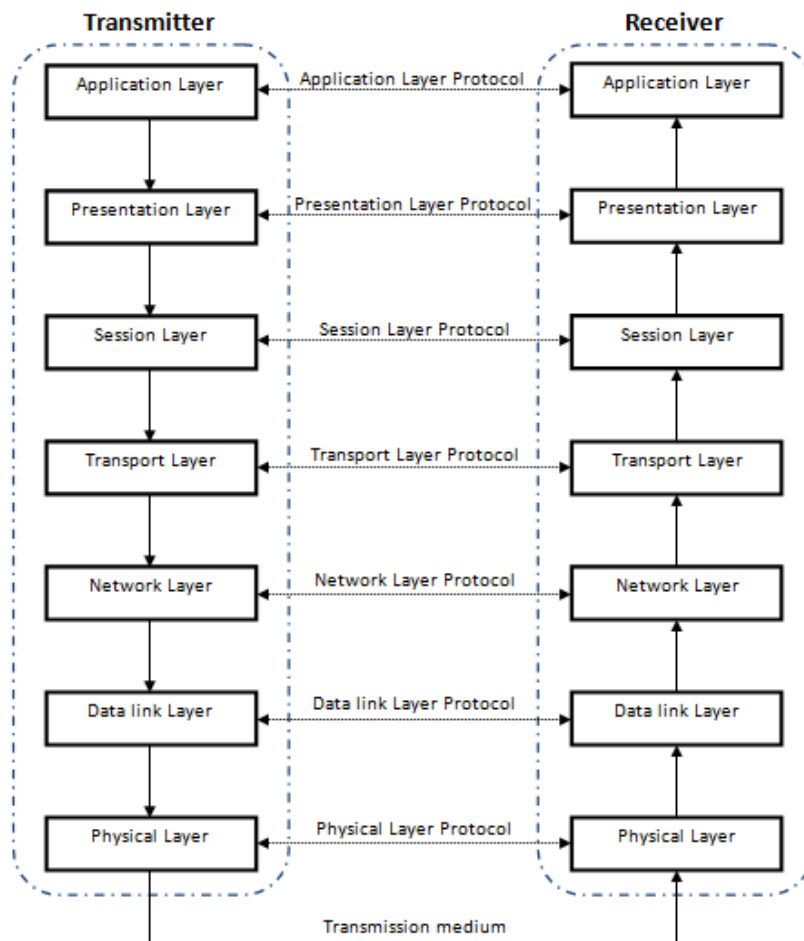 Transmitter Receiver
Application Layer Application Layer Protocol Application Layer
Presentation Layer Presentation Layer Protocol Presentation Layer
Session Layer Session Layer Protocol Session Layer
Transport Layer Transport Layer Protocol Transport Layer
Network Layer Network Layer Protocol Network Layer
Data link Layer Data link Layer Protocol Data link Layer
Physical Layer Physical Layer Protocol Physical Layer
Transmission medium